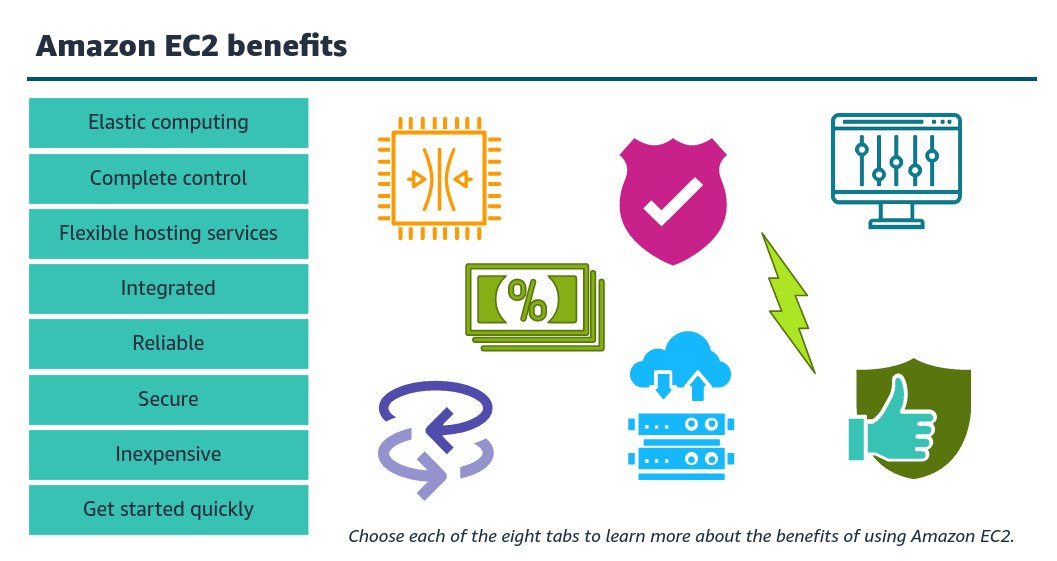 Amazon EC2 benefits
Elastic computing
Complete control
Flexible hosting services
Integrated
Reliable
Secure
Inexpensive
Get started quickly
%
Choose each of the eight tabs to learn more about the benefits of using Amazon EC2.